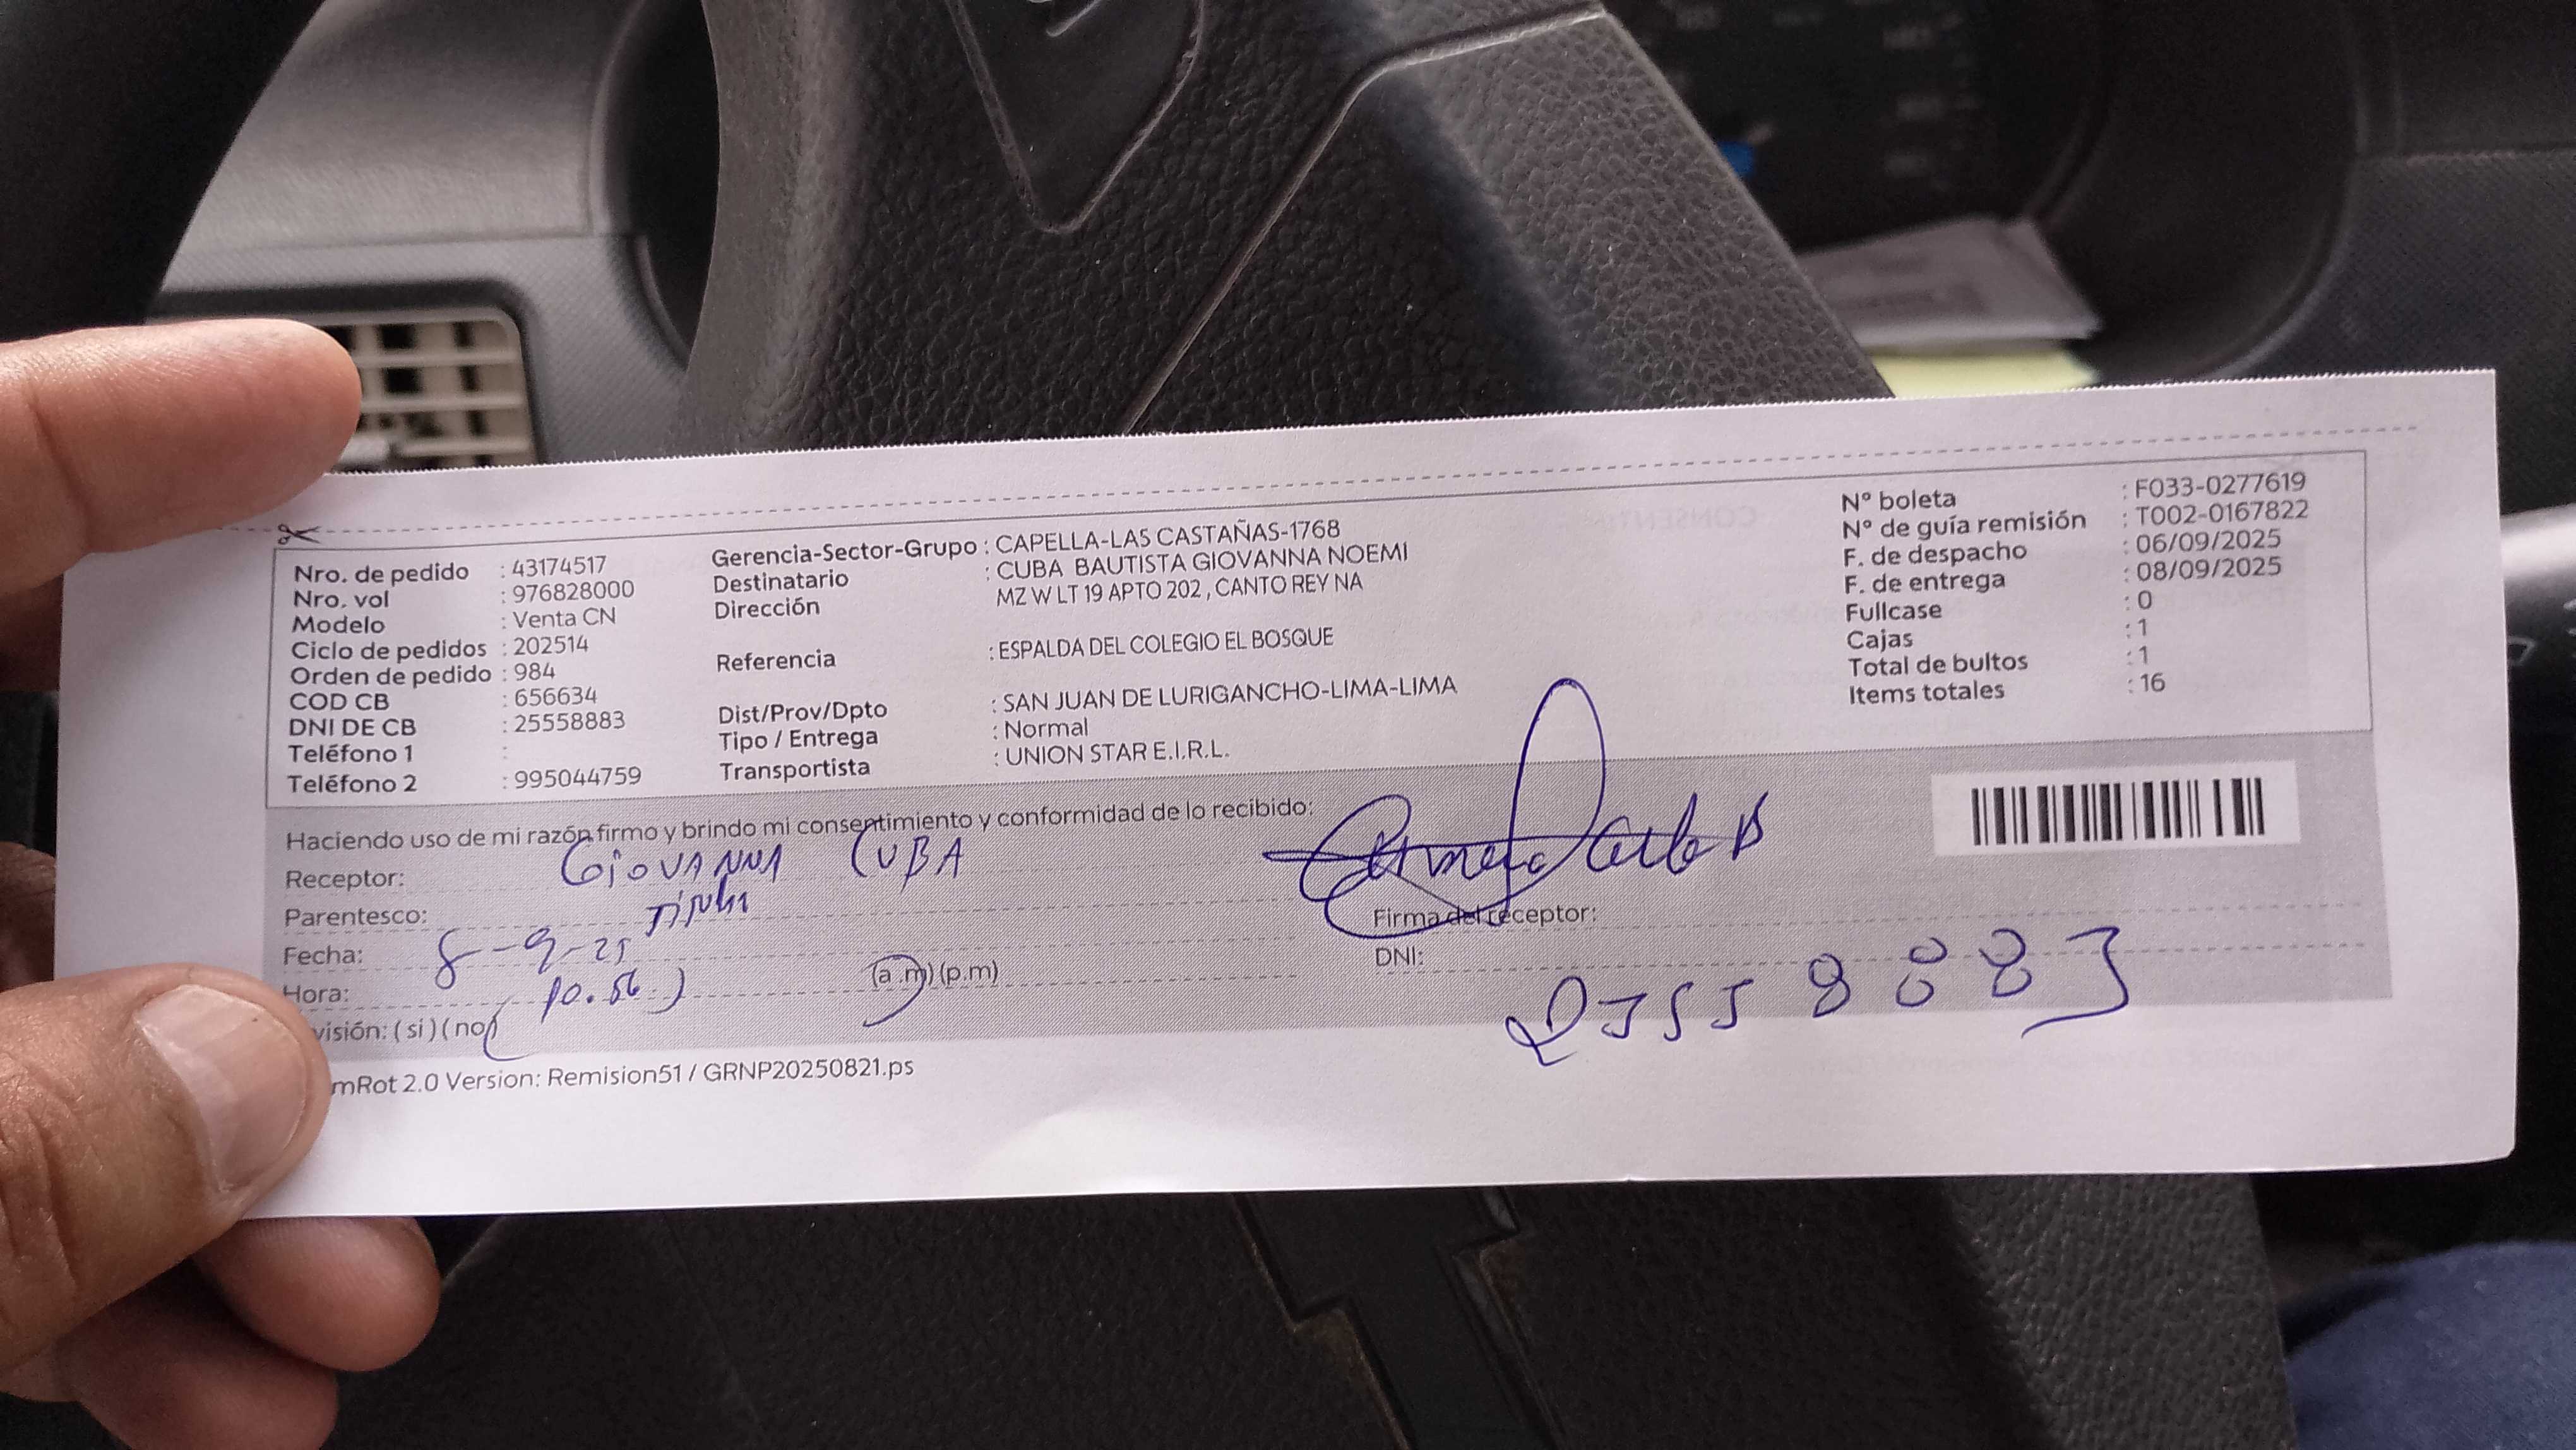 Nro. de pedido : 43174517
Nro. vol : 976828000
Modelo : Venta CN
Ciclo de pedidos : 202514
Orden de pedido : 984
COD CB : 656634
DNI DE CB : 25558883
Teléfono 1 :
Teléfono 2 : 995044759
Gerencia-Sector-Grupo : CAPELLA-LAS CASTAÑAS-1768
Destinatario : CUBA BAUTISTA GIOVANNA NOEMI
Dirección MZ W LT 19 APTO 202 , CANTO REY NA
Referencia : ESPALDA DEL COLEGIO EL BOSQUE
Dist/Prov/Dpto : SAN JUAN DE LURIGANCHO-LIMA-LIMA
Tipo / Entrega : Normal
Transportista : UNION STAR E.I.R.L.
N° boleta : F033-0277619
N° de guía remisión : T002-0167822
F. de despacho : 06/09/2025
F. de entrega : 08/09/2025
Fullcase : 0
Cajas : 1
Total de bultos : 1
Items totales : 16
Haciendo uso de mi razón firmo y brindo mi consentimiento y conformidad de lo recibido:
Receptor: GiOVANNA CUBA
Parentesco:
Fecha: 8-9-25
Hora: 10.56 (a.m) (p.m)
visión: ( si ) ( no )
Firma del receptor:
DNI: 25558883
mRot 2.0 Version: Remision51 / GRNP20250821.ps